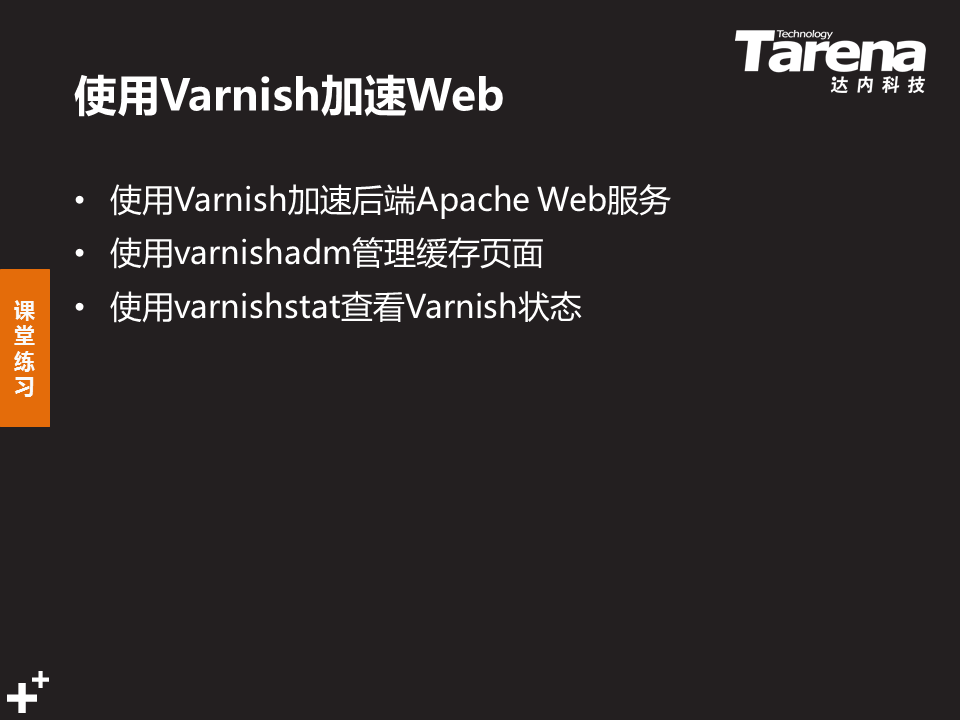 Technology
Tarena
达内科技
使用Varnish加速Web
• 使用Varnish加速后端Apache Web服务
• 使用varnishadm管理缓存页面
• 使用varnishstat查看Varnish状态
课堂练习